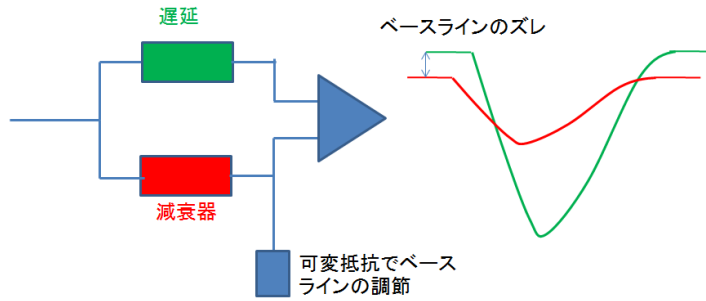 遅延
ベースラインのズレ
減衰器
可変抵抗でベース
ラインの調節